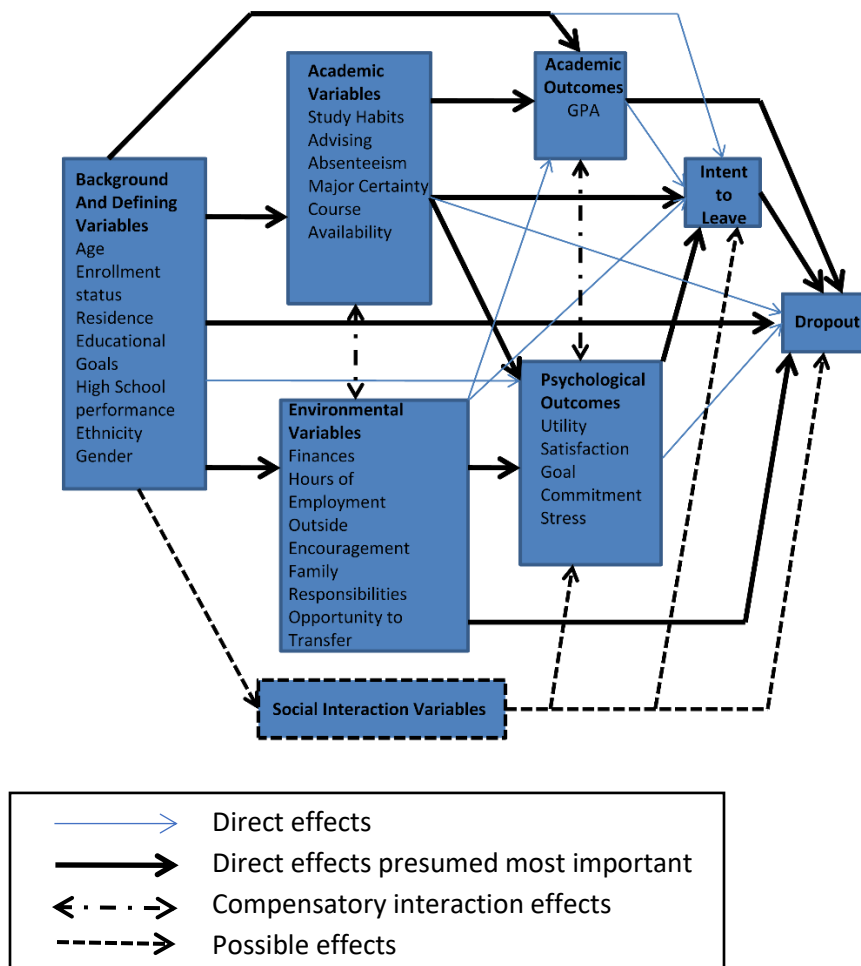 Background
And Defining
Variables
Age
Enrollment
status
Residence
Educational
Goals
High School
performance
Ethnicity
Gender
Academic
Variables
Study Habits
Advising
Absenteeism
Major Certainty
Course
Availability
Environmental
Variables
Finances
Hours of
Employment
Outside
Encouragement
Family
Responsibilities
Opportunity to
Transfer
Social Interaction Variables
Academic
Outcomes
GPA
Psychological
Outcomes
Utility
Satisfaction
Goal
Commitment
Stress
Intent
to
Leave
Dropout
Direct effects
Direct effects presumed most important
Compensatory interaction effects
Possible effects